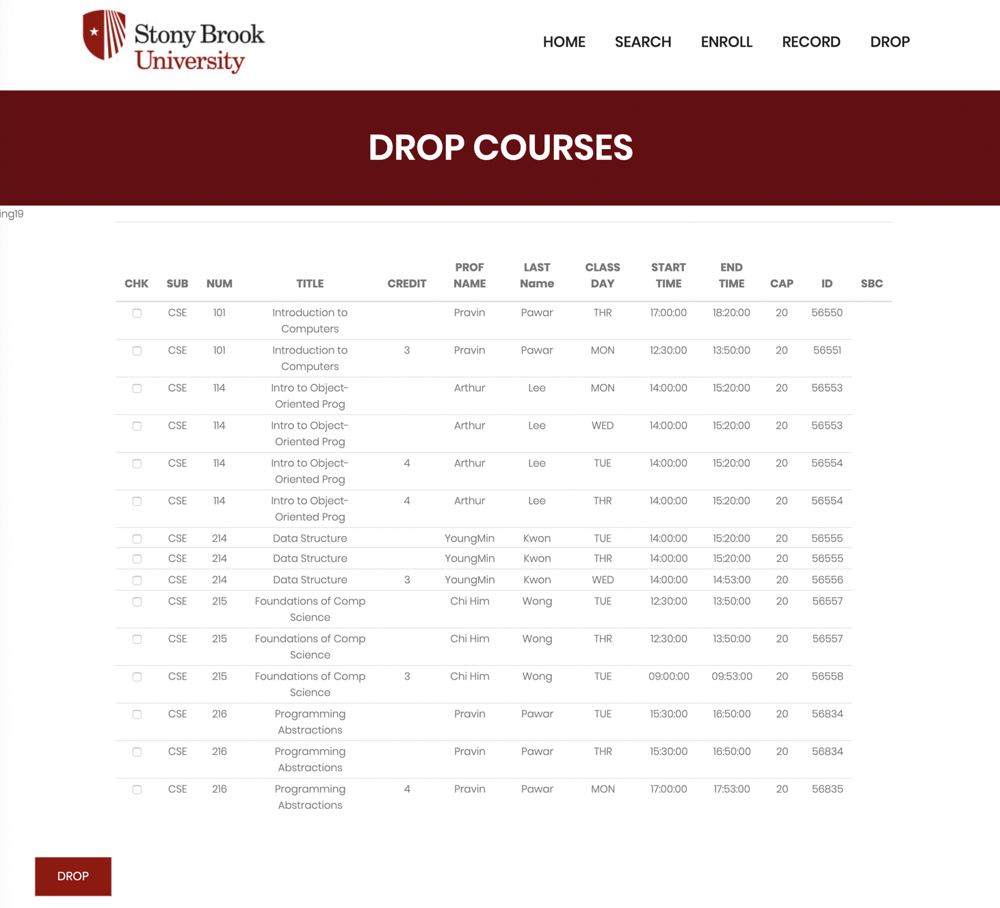 Stony Brook
University
HOME SEARCH ENROLL RECORD DROP
DROP COURSES
ing19
CHK SUB NUM TITLE CREDIT PROF NAME LAST Name CLASS DAY START TIME END TIME CAP ID SBC
CSE 101 Introduction to Computers Pravin Pawar THR 17:00:00 18:20:00 20 56550
CSE 101 Introduction to Computers 3 Pravin Pawar MON 12:30:00 13:50:00 20 56551
CSE 114 Intro to Object-Oriented Prog Arthur Lee MON 14:00:00 15:20:00 20 56553
CSE 114 Intro to Object-Oriented Prog Arthur Lee WED 14:00:00 15:20:00 20 56553
CSE 114 Intro to Object-Oriented Prog 4 Arthur Lee TUE 14:00:00 15:20:00 20 56554
CSE 114 Intro to Object-Oriented Prog 4 Arthur Lee THR 14:00:00 15:20:00 20 56554
CSE 214 Data Structure YoungMin Kwon TUE 14:00:00 15:20:00 20 56555
CSE 214 Data Structure YoungMin Kwon THR 14:00:00 15:20:00 20 56555
CSE 214 Data Structure 3 YoungMin Kwon WED 14:00:00 14:53:00 20 56556
CSE 215 Foundations of Comp Science Chi Him Wong TUE 12:30:00 13:50:00 20 56557
CSE 215 Foundations of Comp Science Chi Him Wong THR 12:30:00 13:50:00 20 56557
CSE 215 Foundations of Comp Science 3 Chi Him Wong TUE 09:00:00 09:53:00 20 56558
CSE 216 Programming Abstractions Pravin Pawar TUE 15:30:00 16:50:00 20 56834
CSE 216 Programming Abstractions Pravin Pawar THR 15:30:00 16:50:00 20 56834
CSE 216 Programming Abstractions 4 Pravin Pawar MON 17:00:00 17:53:00 20 56835
DROP